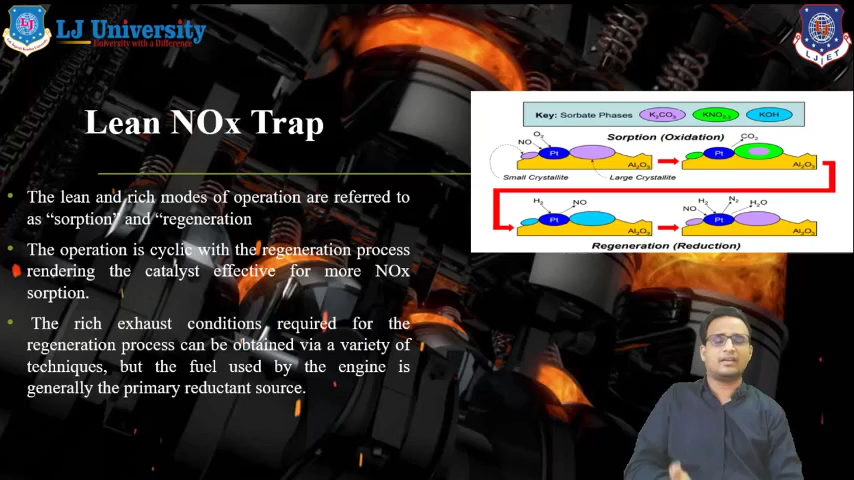 LJ University
University with a Difference
LJIET
Lean NOx Trap
• The lean and rich modes of operation are referred to
as “sorption” and “regeneration
• The operation is cyclic with the regeneration process
rendering the catalyst effective for more NOx
sorption.
• The rich exhaust conditions required for the
regeneration process can be obtained via a variety of
techniques, but the fuel used by the engine is
generally the primary reductant source.
Key: Sorbate Phases K₂CO₃ KNO₂,₃ KOH
Sorption (Oxidation)
NO O₂ Pt Al₂O₃
Pt CO₂ Al₂O₃
Small Crystallite Large Crystallite
H₂ Pt NO Al₂O₃
NO H₂ Pt N₂ H₂O Al₂O₃
Regeneration (Reduction)